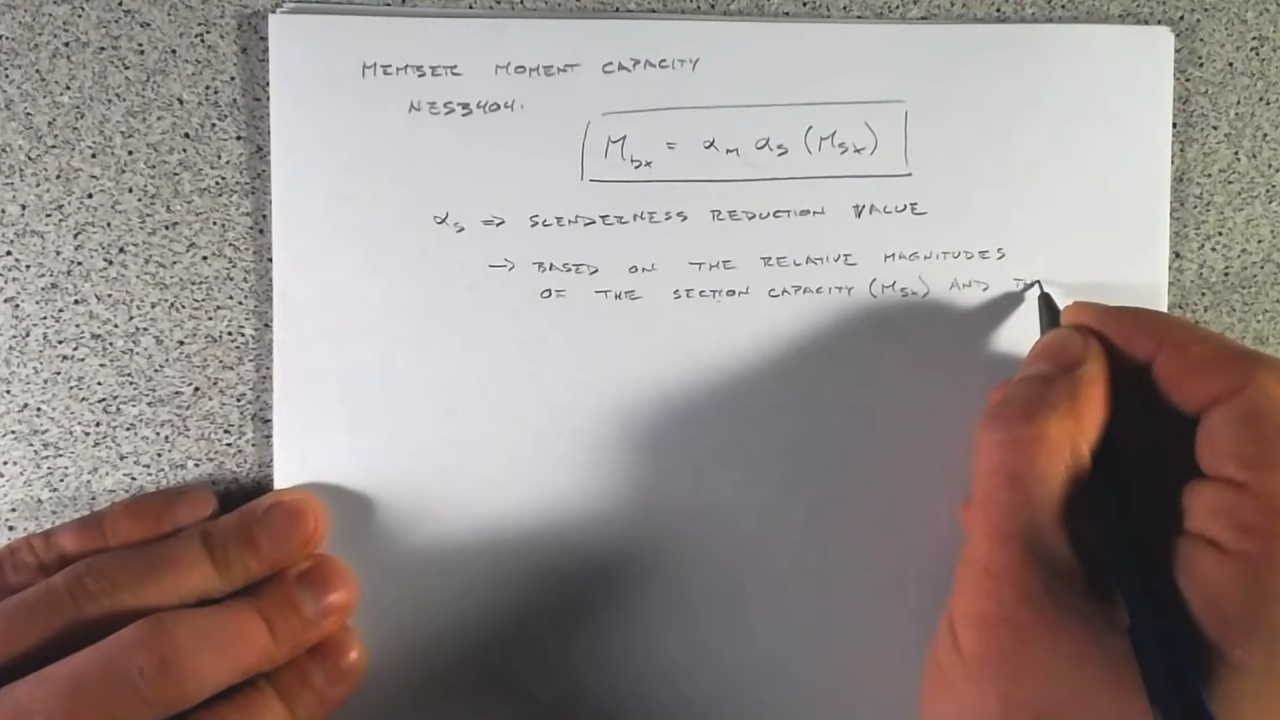 MEMBER MOMENT CAPACITY
NZS3404.
M_bx = α_m α_s (M_sx)
α_s ⇒ SLENDERNESS REDUCTION VALUE
→ BASED ON THE RELATIVE MAGNITUDES
OF THE SECTION CAPACITY (M_sx) AND TH